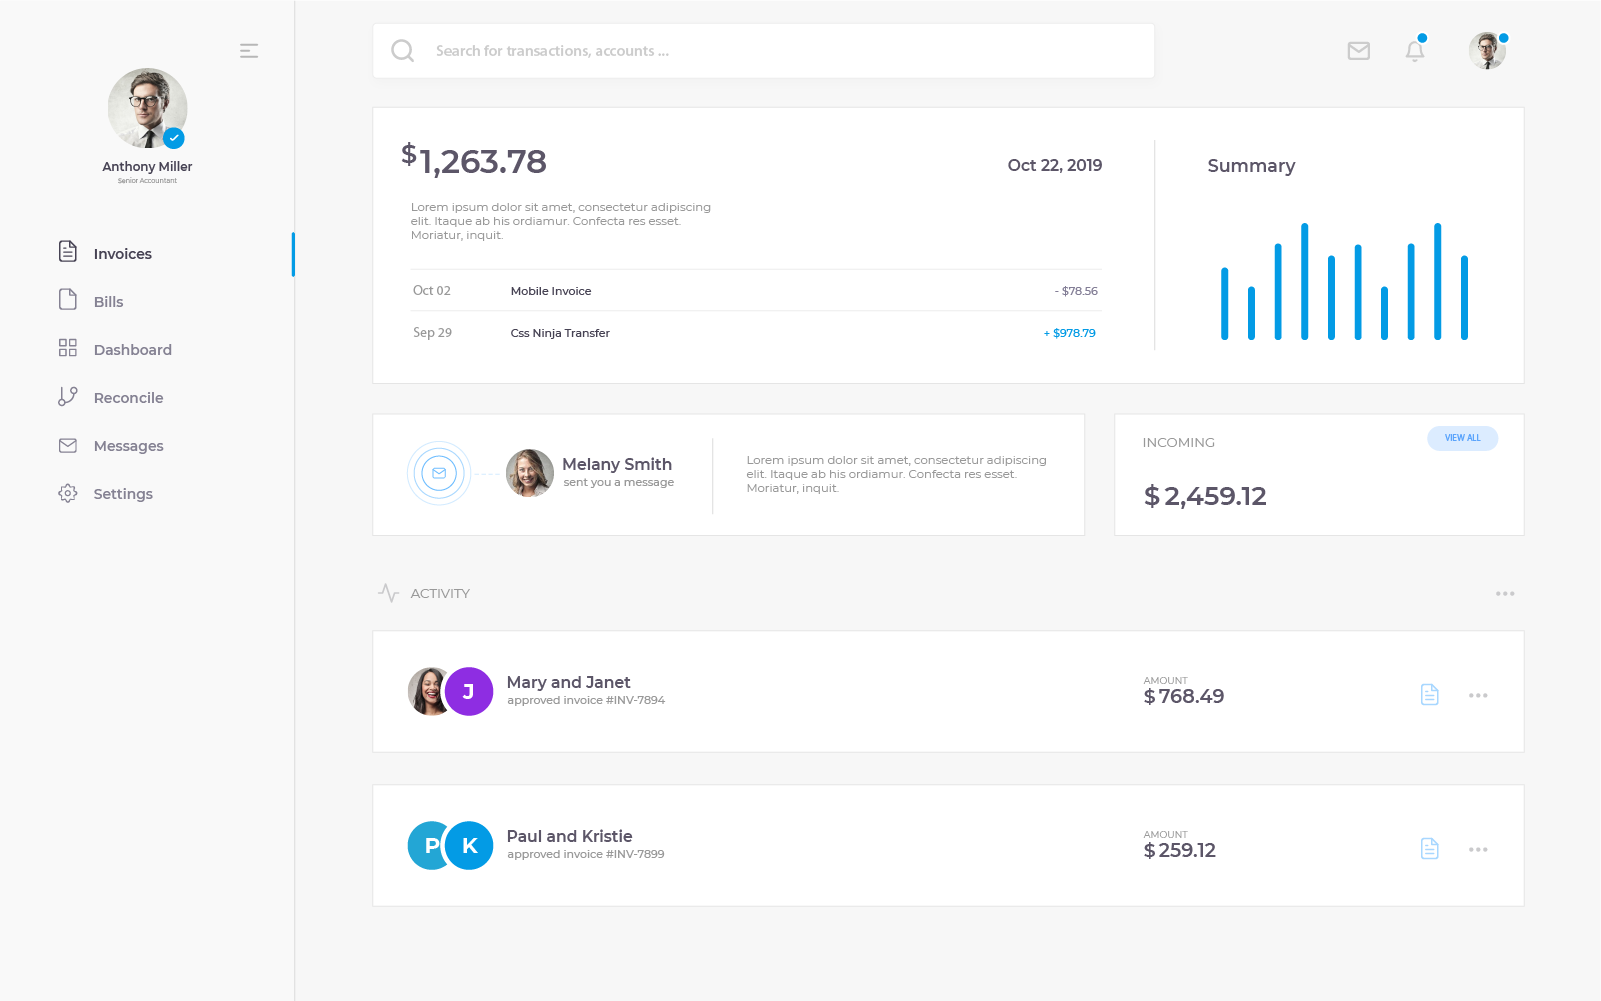 Search for transactions, accounts ...
Anthony Miller
Senior Accountant
Invoices
Bills
Dashboard
Reconcile
Messages
Settings
$1,263.78
Oct 22, 2019
Lorem ipsum dolor sit amet, consectetur adipiscing
elit. Itaque ab his ordiamur. Confecta res esset.
Moriatur, inquit.
Oct 02 Mobile Invoice - $78.56
Sep 29 Css Ninja Transfer + $978.79
Summary
Melany Smith
sent you a message
Lorem ipsum dolor sit amet, consectetur adipiscing
elit. Itaque ab his ordiamur. Confecta res esset.
Moriatur, inquit.
INCOMING
VIEW ALL
$ 2,459.12
ACTIVITY
J
Mary and Janet
approved invoice #INV-7894
AMOUNT
$ 768.49
P K
Paul and Kristie
approved invoice #INV-7899
AMOUNT
$ 259.12